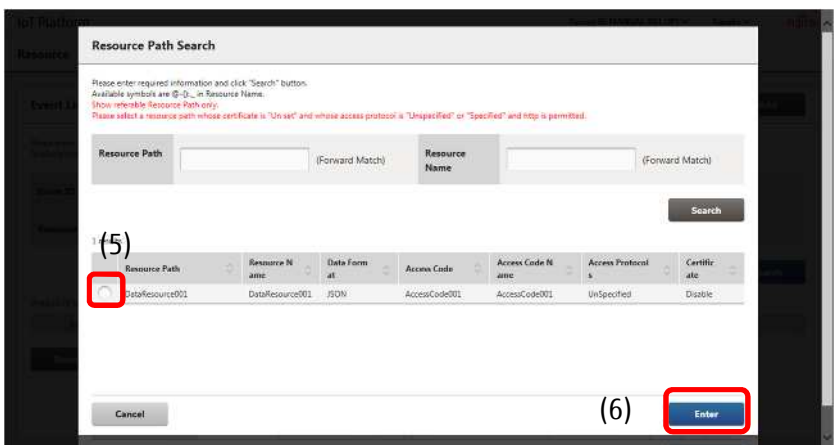 IoT Platform
Resource
Event Li
Resource Path Search
Please enter required information and click "Search" button.
Available symbols are @-():._ in Resource Name.
Show referable Resource Path only.
Please select a resource path whose certificate is "Un set" and whose access protocol is "Unspecified" or "Specified" and http is permitted.
Resource Path (Forward Match) Resource Name (Forward Match)
Search
(5)
Resource Path Resource N ame Data Form at Access Code Access Code N ame Access Protocol s Certific ate
DataResource001 DataResource001 JSON AccessCode001 AccessCode001 UnSpecified Disable
Cancel (6) Enter